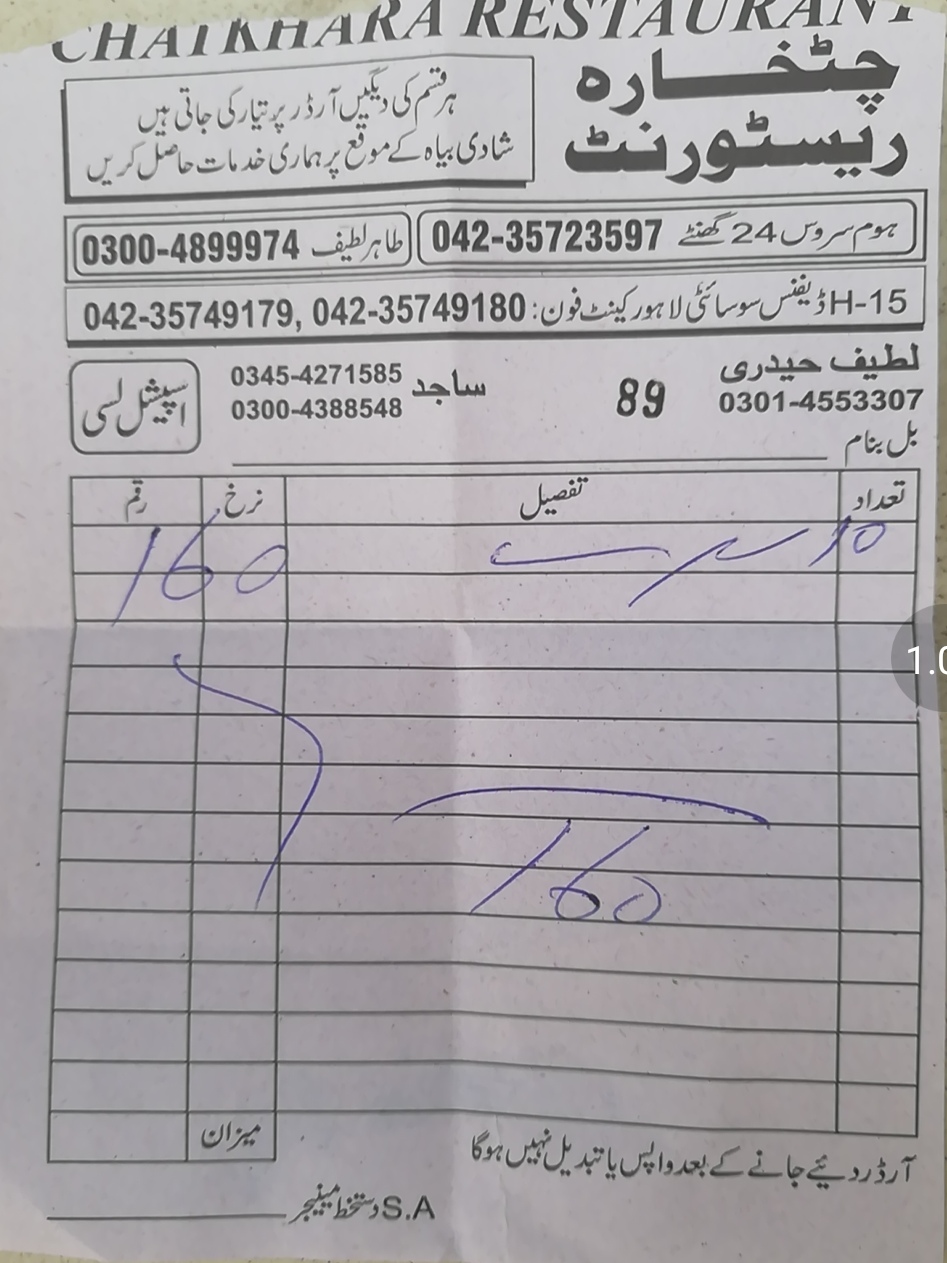 CHATKHARA RESTAURANT
چٹخارہ
ریسٹورنٹ
ہر قسم کی دیگیں آرڈر پر تیار کی جاتی ہیں
شادی بیاہ کے موقع پر ہماری خدمات حاصل کریں
ہوم سروس 24 گھنٹے 042-35723597
طاہر لطیف 0300-4899974
H-15 ڈیفنس سوسائٹی لاہور کینٹ فون: 042-35749180 ,042-35749179
لطیف حیدری
0301-4553307
89
ساجد 0345-4271585
0300-4388548
اسپیشل لسی
بل بنام
تعداد تفصیل نرخ رقم
10 160
160
میزان
آرڈر دئیے جانے کے بعد واپس یا تبدیل نہیں ہوگا
S.A دستخط مینیجر
1.0